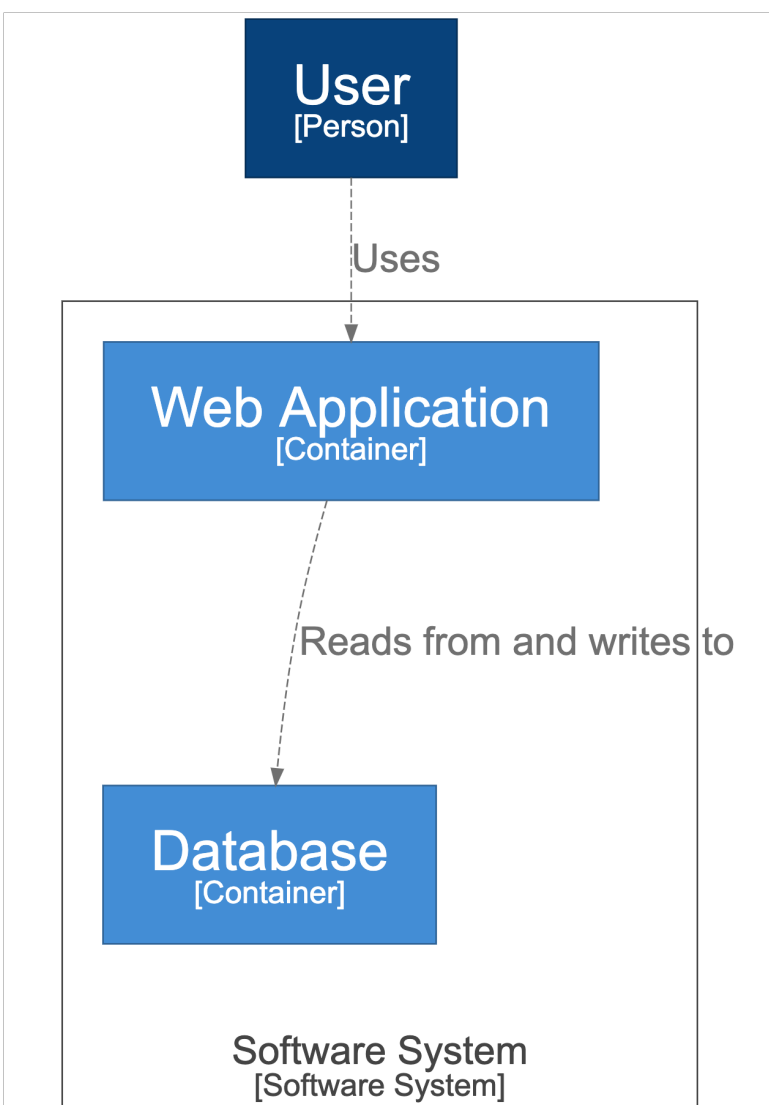 User
[Person]
Uses
Web Application
[Container]
Reads from and writes to
Database
[Container]
Software System
[Software System]